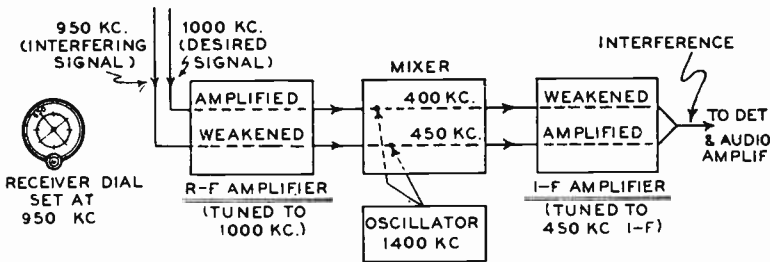 950 KC.
(INTERFERING
SIGNAL)
1000 KC.
(DESIRED
SIGNAL)
MIXER
INTERFERENCE
AMPLIFIED
WEAKENED
400 KC.
450 KC.
WEAKENED
AMPLIFIED
TO DET
& AUDIO
AMPLIF
RECEIVER DIAL
SET AT
950 KC
R-F AMPLIFIER
(TUNED TO
1000 KC.)
OSCILLATOR
1400 KC
I-F AMPLIFIER
(TUNED TO
450 KC I-F)